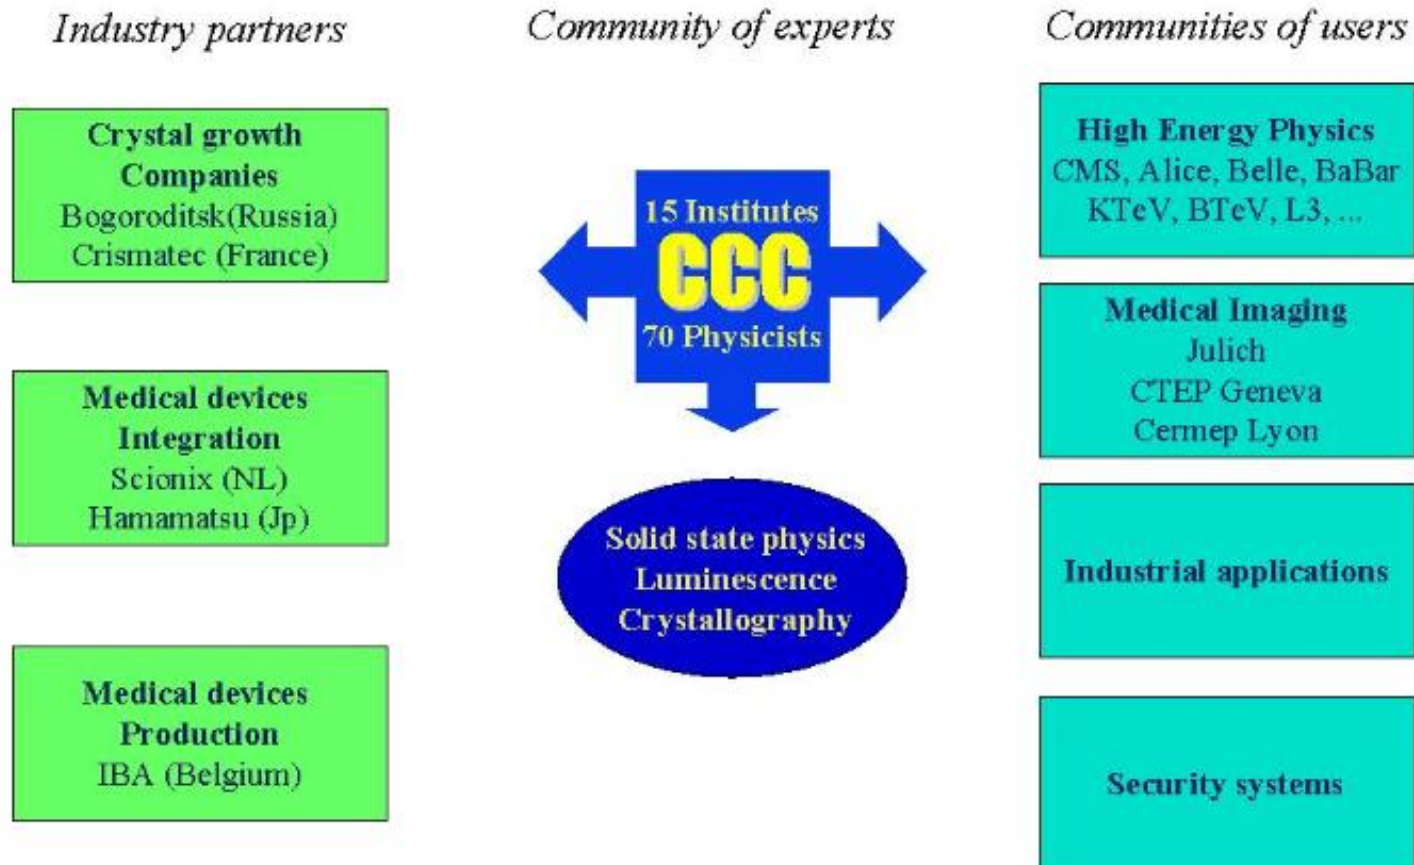 Industry partners
Community of experts
Communities of users
Crystal growth
Companies
Bogoroditsk(Russia)
Crismatec (France)
Medical devices
Integration
Scionix (NL)
Hamamatsu (Jp)
Medical devices
Production
IBA (Belgium)
15 Institutes
CCC
70 Physicists
Solid state physics
Luminescence
Crystallography
High Energy Physics
CMS, Alice, Belle, BaBar
KTeV, BTeV, L3, ...
Medical Imaging
Julich
CTEP Geneva
Cermep Lyon
Industrial applications
Security systems